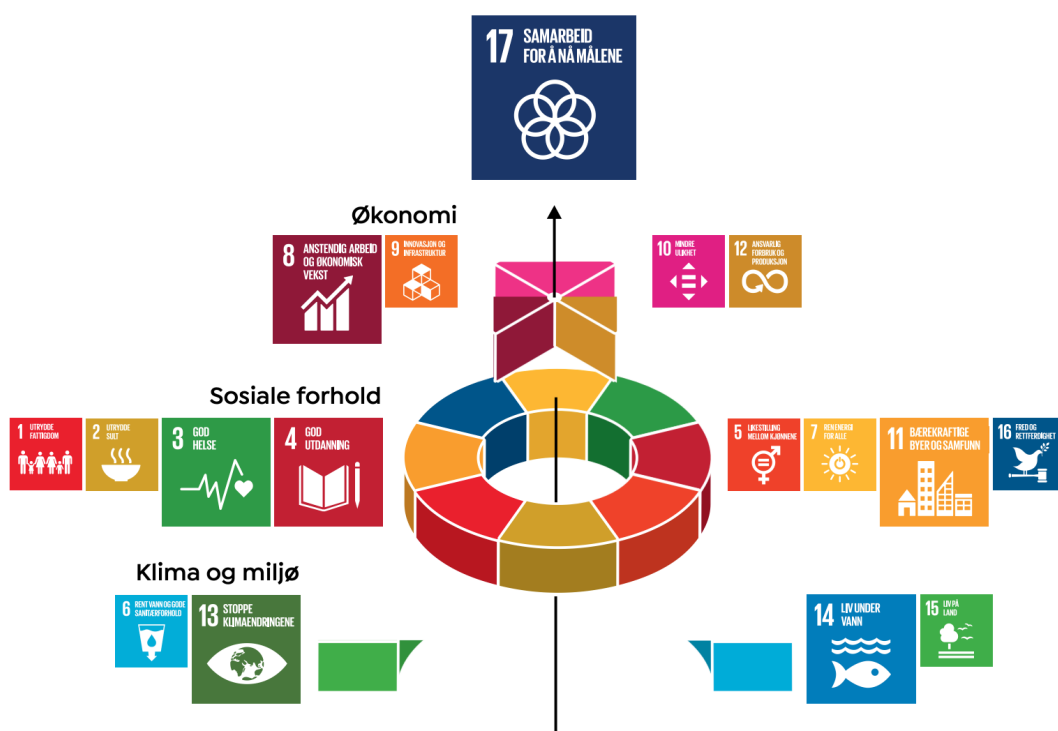 17 SAMARBEID
FOR Å NÅ MÅLENE
Økonomi
8 ANSTENDIG ARBEID
OG ØKONOMISK
VEKST
9 INNOVASJON OG
INFRASTRUKTUR
10 MINDRE
ULIKHET
12 ANSVARLIG
FORBRUK OG
PRODUKSJON
Sosiale forhold
1 UTRYDDE
FATTIGDOM
2 UTRYDDE
SULT
3 GOD
HELSE
4 GOD
UTDANNING
5 LIKESTILLING
MELLOM KJØNNENE
7 REN ENERGI
FOR ALLE
11 BÆREKRAFTIGE
BYER OG SAMFUNN
16 FRED OG
RETTFERDIGHET
Klima og miljø
6 RENT VANN OG GODE
SANITÆRFORHOLD
13 STOPPE
KLIMAENDRINGENE
14 LIV UNDER
VANN
15 LIV PÅ
LAND